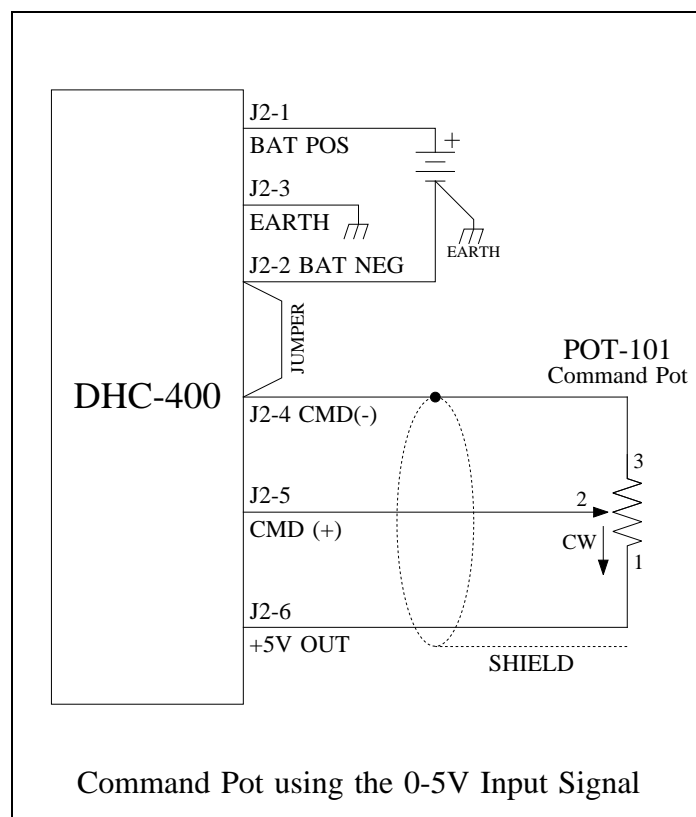 J2-1
BAT POS
+
J2-3
EARTH
EARTH
J2-2 BAT NEG
JUMPER
DHC-400
POT-101
Command Pot
J2-4 CMD(-)
3
J2-5
2
CMD (+)
CW
1
J2-6
+5V OUT
SHIELD
Command Pot using the 0-5V Input Signal